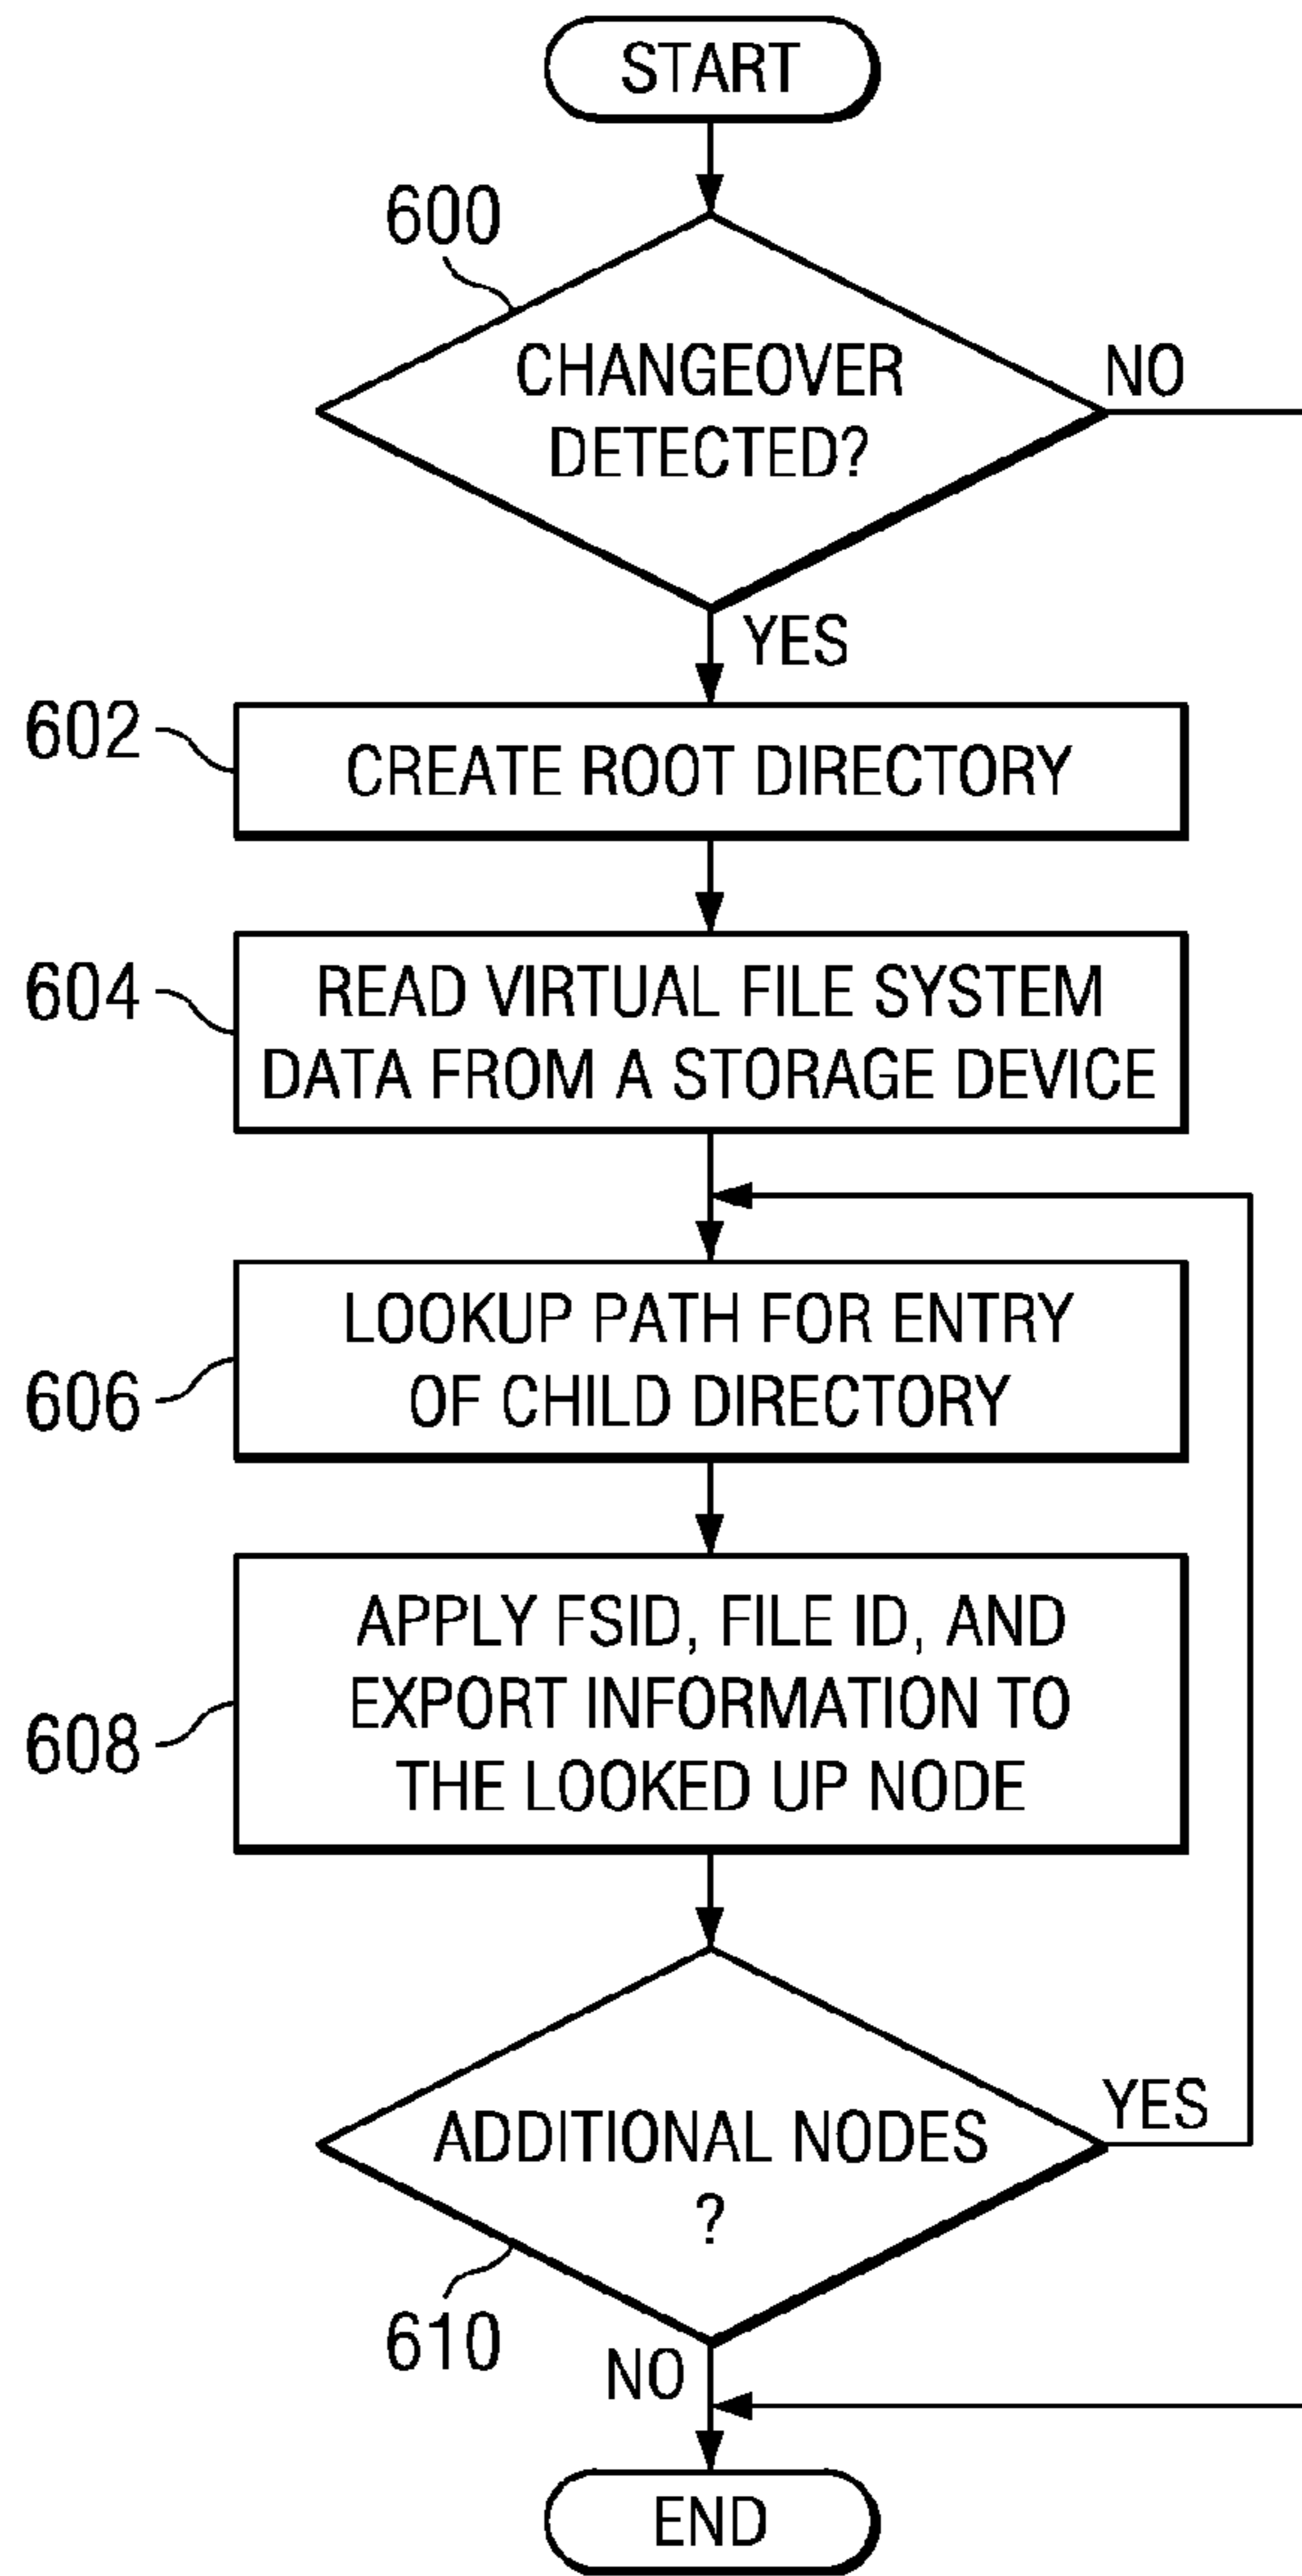 START
600
CHANGEOVER
DETECTED?
NO
YES
602
CREATE ROOT DIRECTORY
604
READ VIRTUAL FILE SYSTEM
DATA FROM A STORAGE DEVICE
606
LOOKUP PATH FOR ENTRY
OF CHILD DIRECTORY
608
APPLY FSID, FILE ID, AND
EXPORT INFORMATION TO
THE LOOKED UP NODE
ADDITIONAL NODES
?
YES
610
NO
END